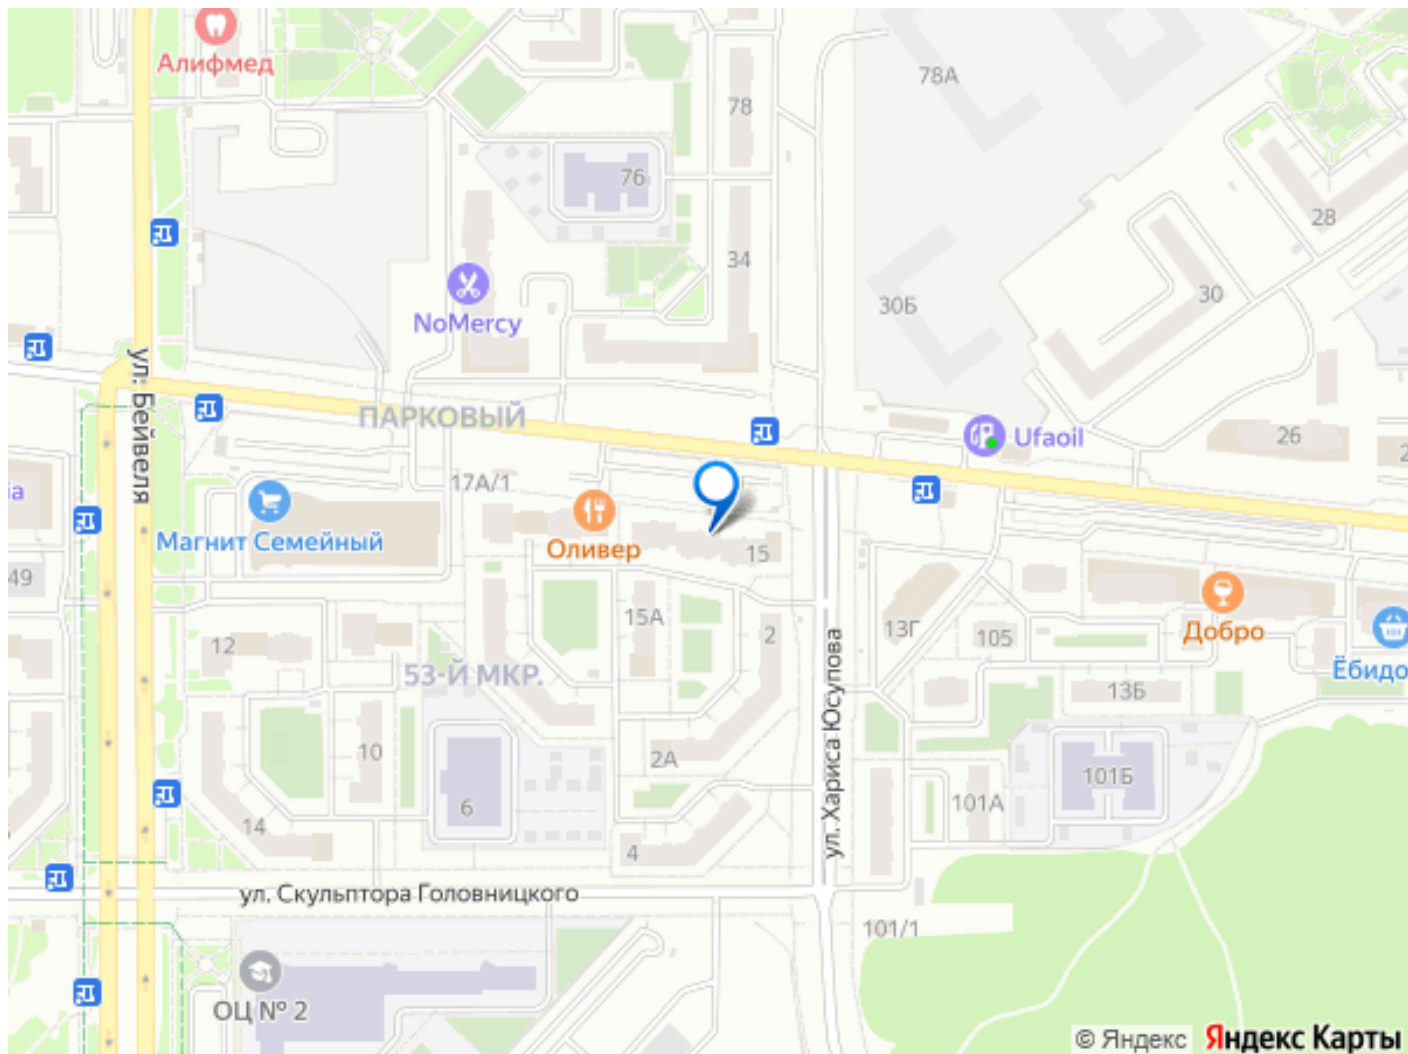 Алифмед
78А
78
76
28
34
30
30Б
NoMercy
ул. Бейвеля
ПАРКОВЫЙ
Ufaoil
26
2
17А/1
ia
Магнит Семейный
Оливер
15
49
Добро
15А
2
13Г
105
Ёбидо
12
53-Й МКР.
13Б
ул. Хариса Юсупова
10
2А
101Б
6
101А
14
4
ул. Скульптора Головницкого
101/1
ОЦ № 2
© Яндекс Яндекс Карты